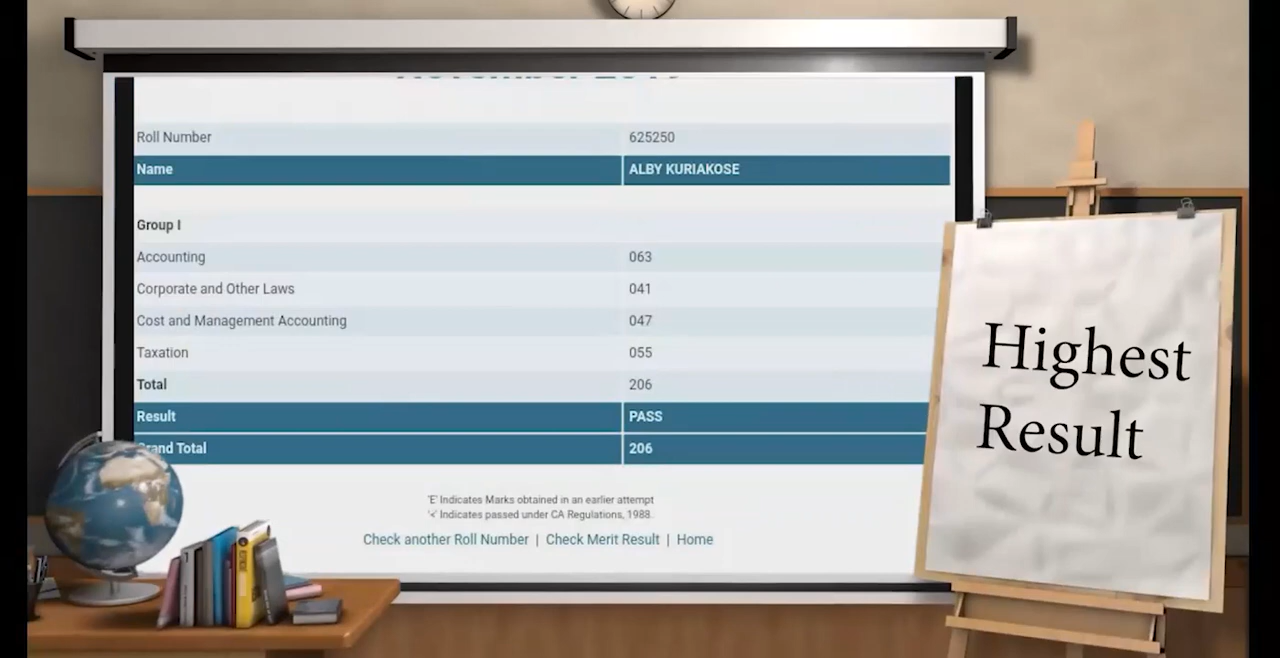 Roll Number 625250
Name ALBY KURIAKOSE
Group I
Accounting 063
Corporate and Other Laws 041
Cost and Management Accounting 047
Taxation 055
Total 206
Result PASS
Grand Total 206
'E' Indicates Marks obtained in an earlier attempt
'<' Indicates passed under CA Regulations, 1988.
Check another Roll Number | Check Merit Result | Home
Highest
Result